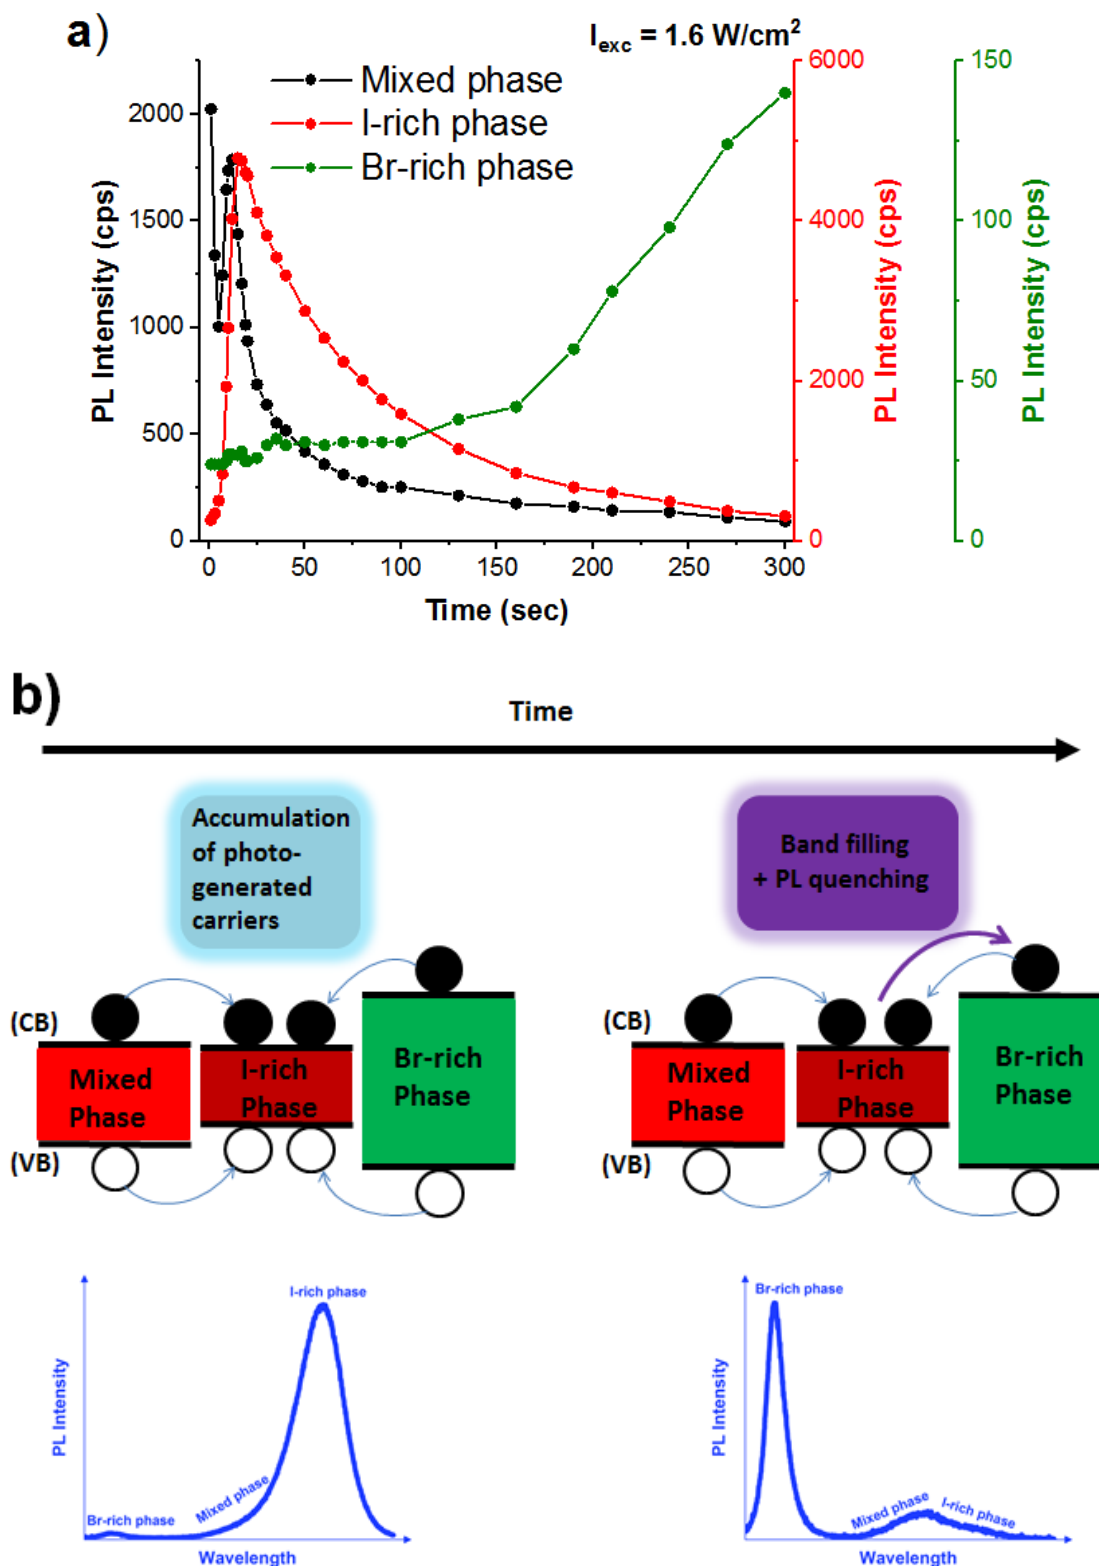 a)
I_exc = 1.6 W/cm²
Mixed phase
I-rich phase
Br-rich phase
PL Intensity (cps)
2000
1500
1000
500
0
6000
4000
2000
0
PL Intensity (cps)
150
100
50
0
PL Intensity (cps)
0 50 100 150 200 250 300
Time (sec)
b)
Time
Accumulation
of photo-
generated
carriers
Band filling
+ PL quenching
(CB)
Mixed
Phase
(VB)
I-rich
Phase
Br-rich
Phase
(CB)
Mixed
Phase
(VB)
I-rich
Phase
Br-rich
Phase
PL Intensity
I-rich phase
Mixed phase
Br-rich phase
Wavelength
PL Intensity
Br-rich phase
Mixed phase
I-rich phase
Wavelength